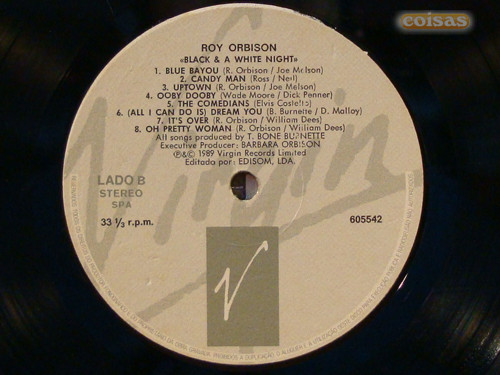 coisas
ROY ORBISON
«BLACK & A WHITE NIGHT»
1. BLUE BAYOU (R. Orbison / Joe Melson)
2. CANDY MAN (Ross / Neil)
3. UPTOWN (R. Orbison / Joe Melson)
4. OOBY DOOBY (Wade Moore / Dick Penner)
5. THE COMEDIANS (Elvis Costello)
6. (ALL I CAN DO IS) DREAM YOU (B. Burnette / D. Malloy)
7. IT'S OVER (R. Orbison / William Dees)
8. OH PRETTY WOMAN (R. Orbison / William Dees)
All songs produced by T. BONE BURNETTE
Executive Producer: BARBARA ORBISON
℗&© 1989 Virgin Records Limited
Editado por: EDISOM, LDA.
LADO B
STEREO
SPA
33 ⅓ r.p.m.
605542
Virgin
V